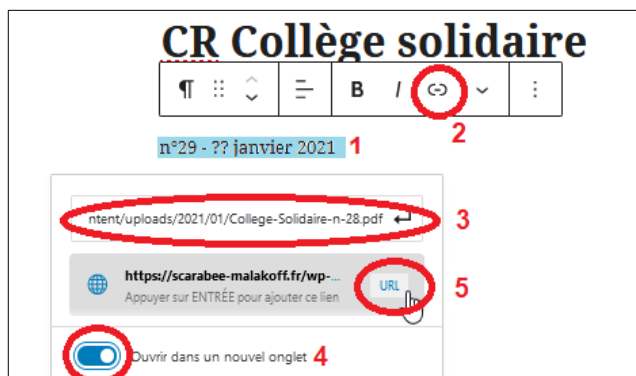 CR Collège solidaire
¶ B I
2
n°29 - ?? janvier 2021 1
ntent/uploads/2021/01/College-Solidaire-n-28.pdf 3
https://scarabee-malakoff.fr/wp-...
URL 5
Appuyer sur ENTRÉE pour ajouter ce lien
Ouvrir dans un nouvel onglet 4